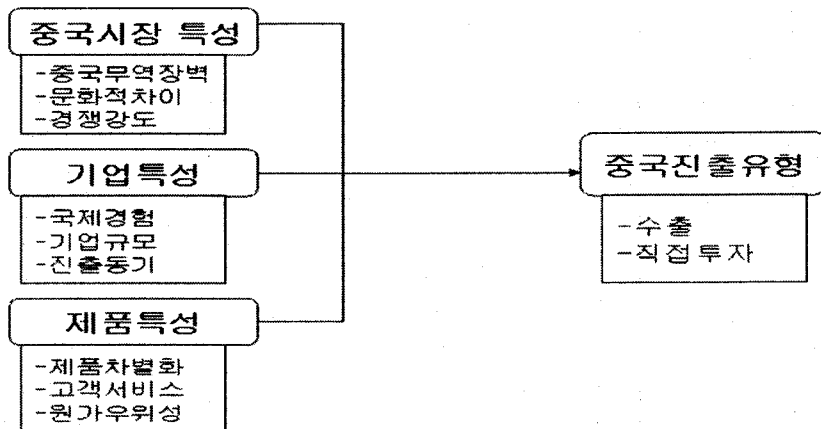 중국시장 특성
-중국무역장벽
-문화적차이
-경쟁강도
기업특성
-국제경험
-기업규모
-진출동기
제품특성
-제품차별화
-고객서비스
-원가우위성
중국진출유형
-수출
-직접투자